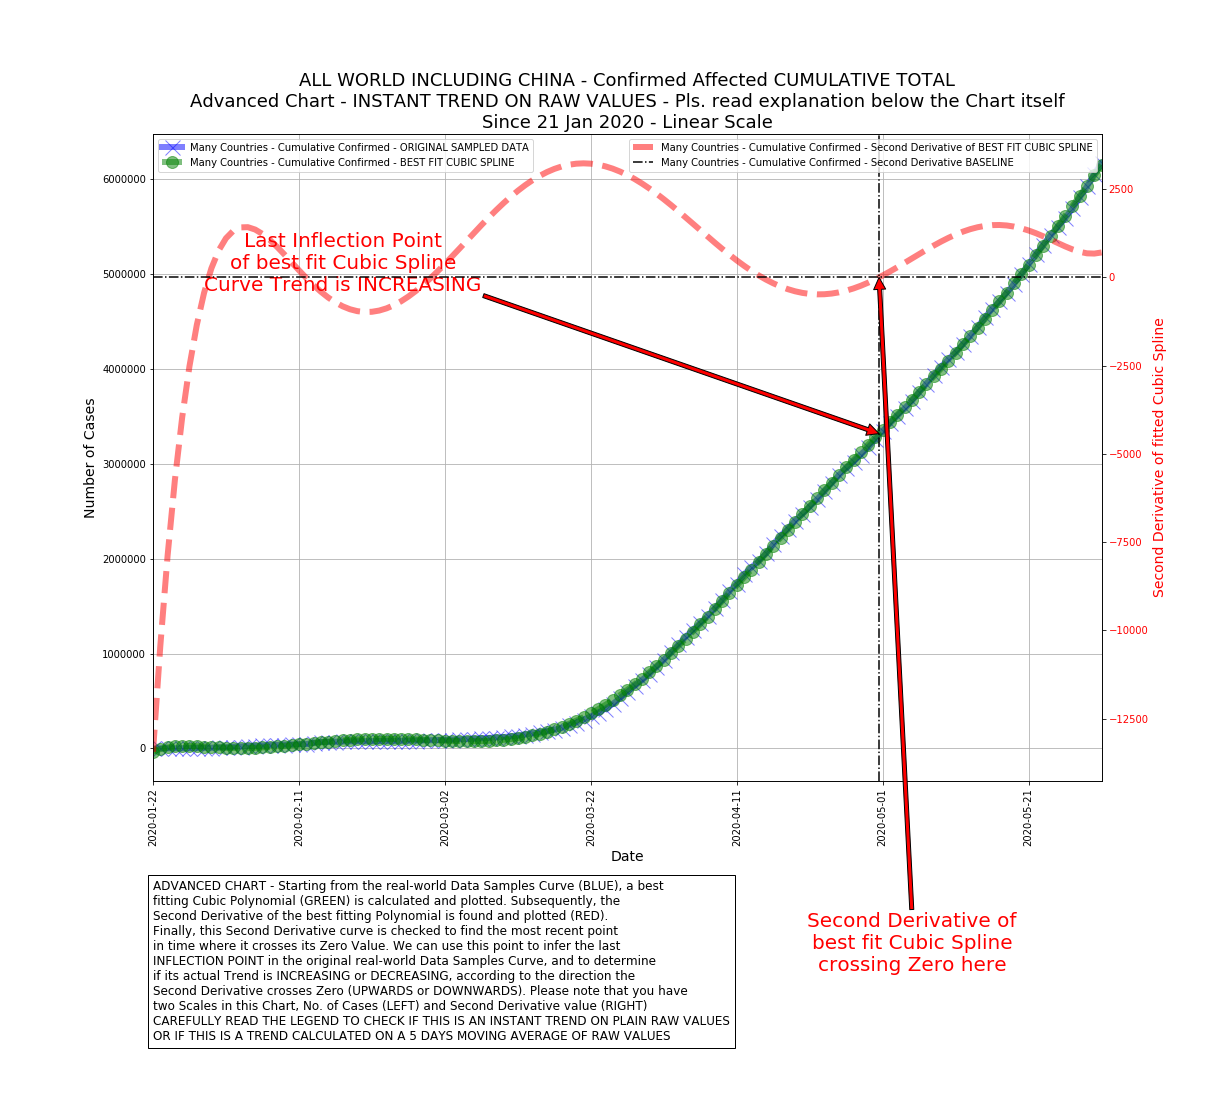 ALL WORLD INCLUDING CHINA - Confirmed Affected CUMULATIVE TOTAL
Advanced Chart - INSTANT TREND ON RAW VALUES - Pls. read explanation below the Chart itself
Since 21 Jan 2020 - Linear Scale
Many Countries - Cumulative Confirmed - ORIGINAL SAMPLED DATA
Many Countries - Cumulative Confirmed - BEST FIT CUBIC SPLINE
Many Countries - Cumulative Confirmed - Second Derivative of BEST FIT CUBIC SPLINE
Many Countries - Cumulative Confirmed - Second Derivative BASELINE
Last Inflection Point
of best fit Cubic Spline
Curve Trend is INCREASING
Number of Cases
6000000
5000000
4000000
3000000
2000000
1000000
0
2500
0
−2500
−5000
−7500
−10000
−12500
Second Derivative of fitted Cubic Spline
2020-01-22
2020-02-11
2020-03-02
2020-03-22
2020-04-11
2020-05-01
2020-05-21
Date
ADVANCED CHART - Starting from the real-world Data Samples Curve (BLUE), a best
fitting Cubic Polynomial (GREEN) is calculated and plotted. Subsequently, the
Second Derivative of the best fitting Polynomial is found and plotted (RED).
Finally, this Second Derivative curve is checked to find the most recent point
in time where it crosses its Zero Value. We can use this point to infer the last
INFLECTION POINT in the original real-world Data Samples Curve, and to determine
if its actual Trend is INCREASING or DECREASING, according to the direction the
Second Derivative crosses Zero (UPWARDS or DOWNWARDS). Please note that you have
two Scales in this Chart, No. of Cases (LEFT) and Second Derivative value (RIGHT)
CAREFULLY READ THE LEGEND TO CHECK IF THIS IS AN INSTANT TREND ON PLAIN RAW VALUES
OR IF THIS IS A TREND CALCULATED ON A 5 DAYS MOVING AVERAGE OF RAW VALUES
Second Derivative of
best fit Cubic Spline
crossing Zero here